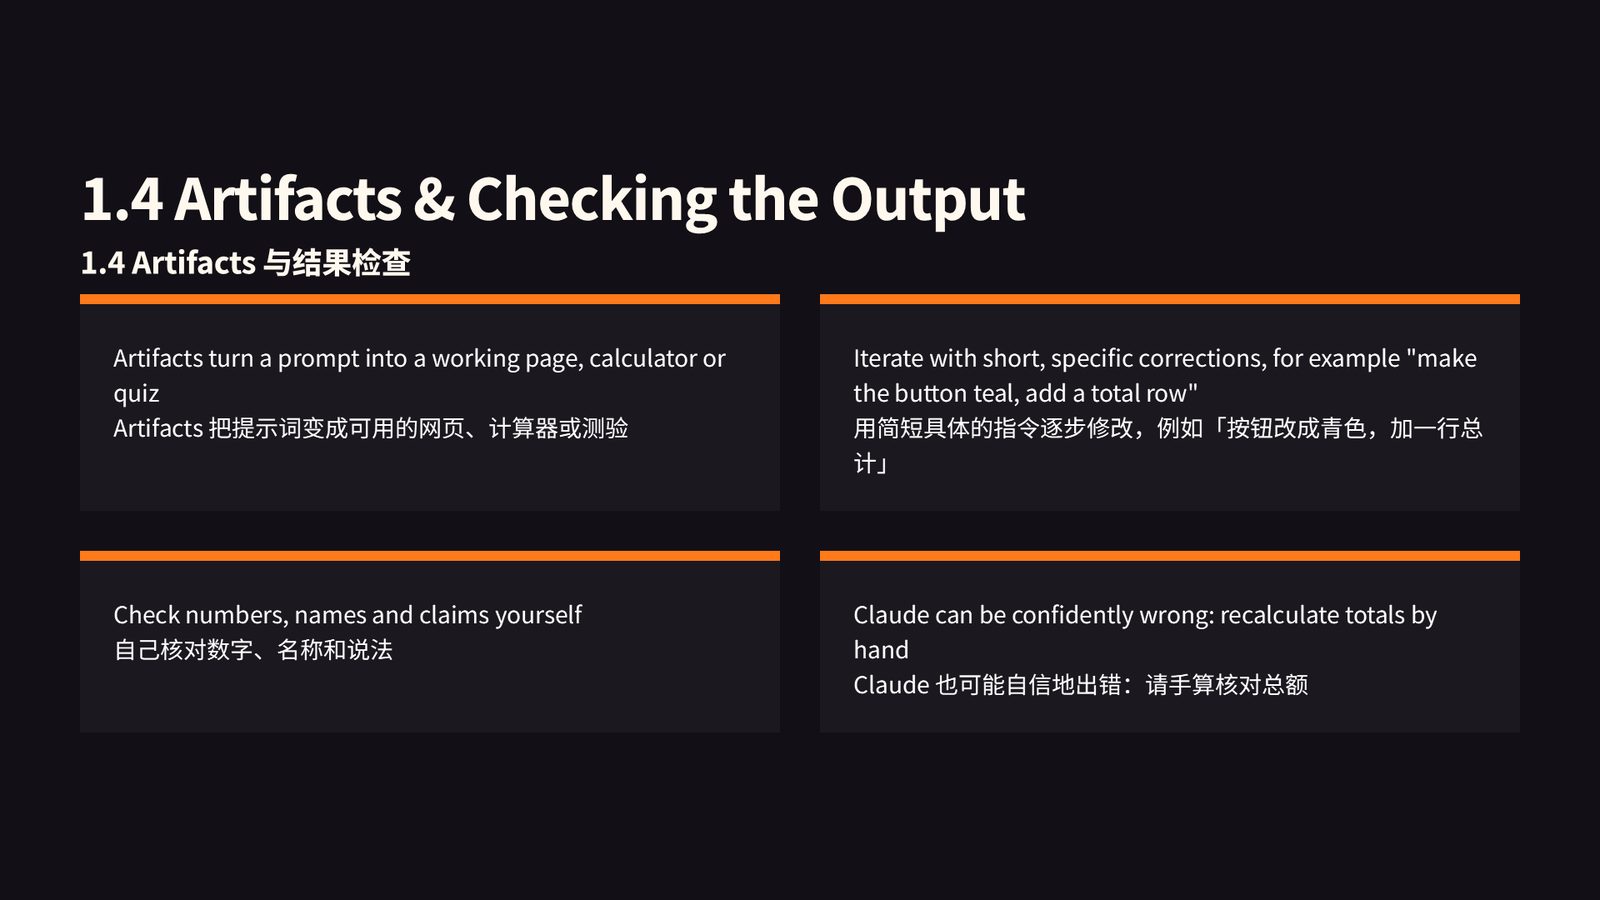 1.4 Artifacts & Checking the Output
1.4 Artifacts 与结果检查
Artifacts turn a prompt into a working page, calculator or
quiz
Artifacts 把提示词变成可用的网页、计算器或测验
Iterate with short, specific corrections, for example "make
the button teal, add a total row"
用简短具体的指令逐步修改，例如「按钮改成青色，加一行总
计」
Check numbers, names and claims yourself
自己核对数字、名称和说法
Claude can be confidently wrong: recalculate totals by
hand
Claude 也可能自信地出错：请手算核对总额